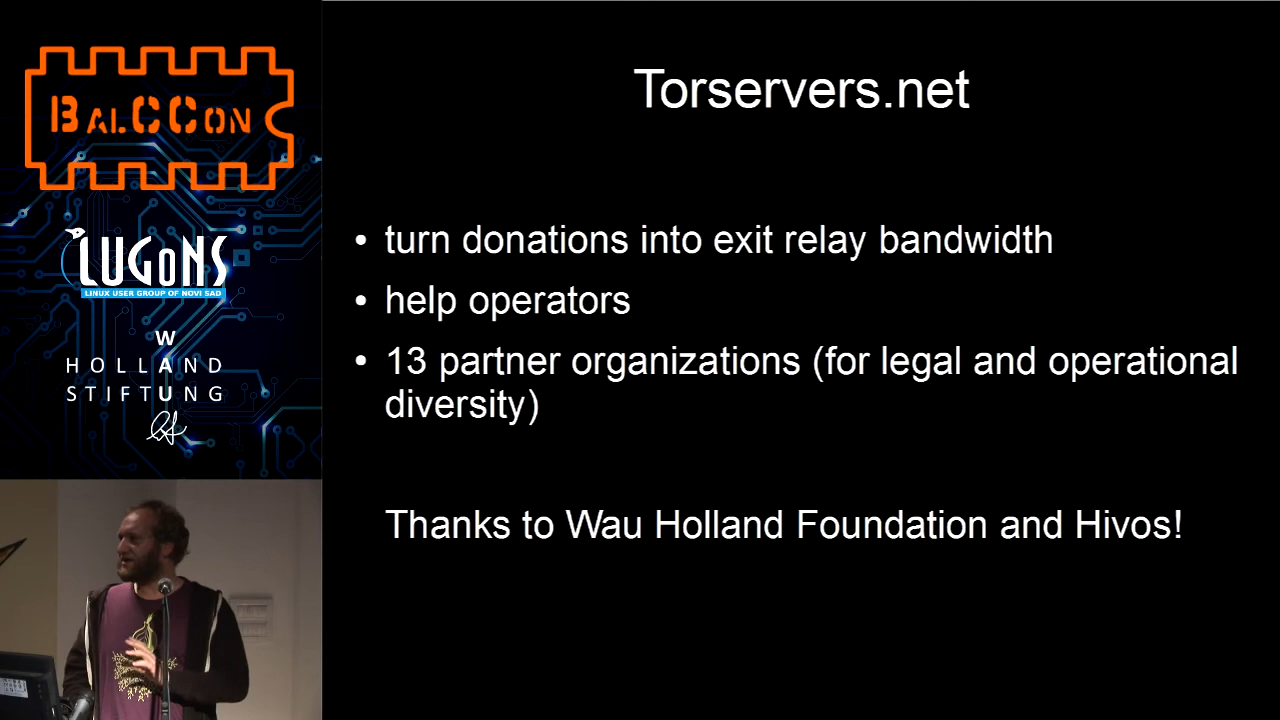 BALCCON
LUGONS
LINUX USER GROUP OF NOVI SAD
W
HOLLAND
STIFTUNG
Torservers.net
• turn donations into exit relay bandwidth
• help operators
• 13 partner organizations (for legal and operational
diversity)
Thanks to Wau Holland Foundation and Hivos!